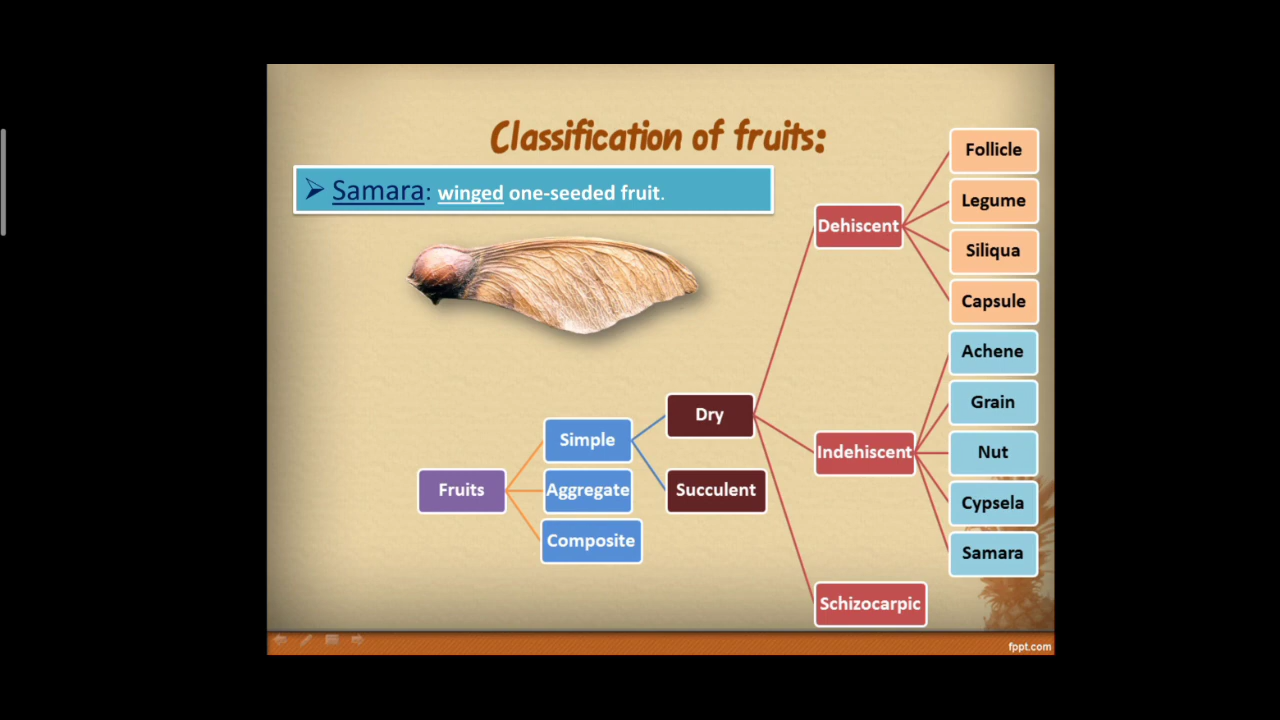 Classification of fruits:
➢ Samara: winged one-seeded fruit.
Fruits
Simple
Aggregate
Composite
Dry
Succulent
Dehiscent
Indehiscent
Schizocarpic
Follicle
Legume
Siliqua
Capsule
Achene
Grain
Nut
Cypsela
Samara
fppt.com